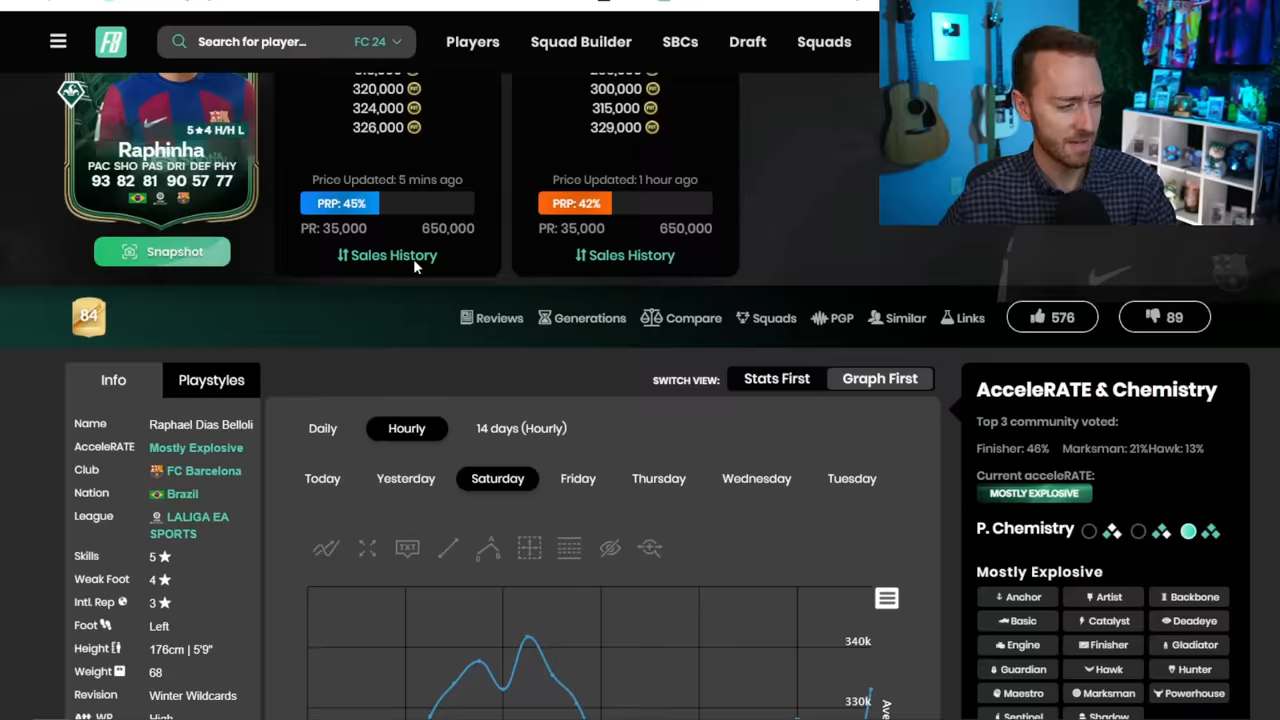 FB
Search for player...
FC 24
Players
Squad Builder
SBCs
Draft
Squads
320,000
324,000
326,000
300,000
315,000
329,000
5★4 H/H L
Raphinha
PAC SHO PAS DRI DEF PHY
93 82 81 90 57 77
Snapshot
Price Updated: 5 mins ago
PRP: 45%
PR: 35,000
650,000
Sales History
Price Updated: 1 hour ago
PRP: 42%
PR: 35,000
650,000
Sales History
84
Reviews
Generations
Compare
Squads
PGP
Similar
Links
576
89
Info
Playstyles
Name Raphael Dias Belloli
AcceleRATE Mostly Explosive
Club FC Barcelona
Nation Brazil
League LALIGA EA
SPORTS
Skills 5★
Weak Foot 4★
Intl. Rep 3★
Foot Left
Height 176cm | 5'9"
Weight 68
Revision Winter Wildcards
SWITCH VIEW:
Stats First
Graph First
Daily
Hourly
14 days (Hourly)
Today
Yesterday
Saturday
Friday
Thursday
Wednesday
Tuesday
TXT
340k
330k
AcceleRATE & Chemistry
Top 3 community voted:
Finisher: 46% Marksman: 21%Hawk: 13%
Current acceleRATE:
MOSTLY EXPLOSIVE
P. Chemistry
Mostly Explosive
Anchor
Artist
Backbone
Basic
Catalyst
Deadeye
Engine
Finisher
Gladiator
Guardian
Hawk
Hunter
Maestro
Marksman
Powerhouse
Sentinel
Shadow